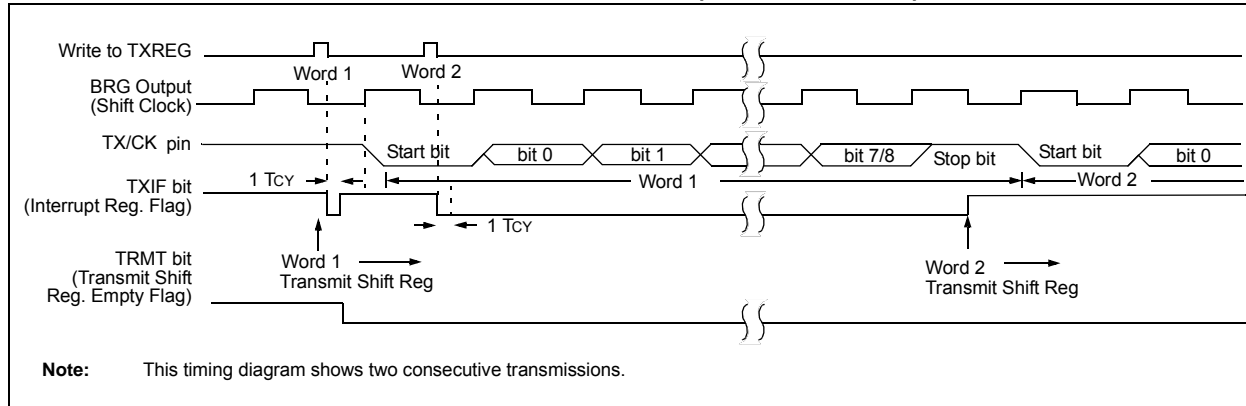 Write to TXREG
Word 1
Word 2
BRG Output
(Shift Clock)
TX/CK pin
Start bit
bit 0
bit 1
bit 7/8
Stop bit
Start bit
bit 0
1 TCY
Word 1
Word 2
TXIF bit
(Interrupt Reg. Flag)
1 TCY
TRMT bit
(Transmit Shift
Reg. Empty Flag)
Word 1
Transmit Shift Reg
Word 2
Transmit Shift Reg
Note: This timing diagram shows two consecutive transmissions.